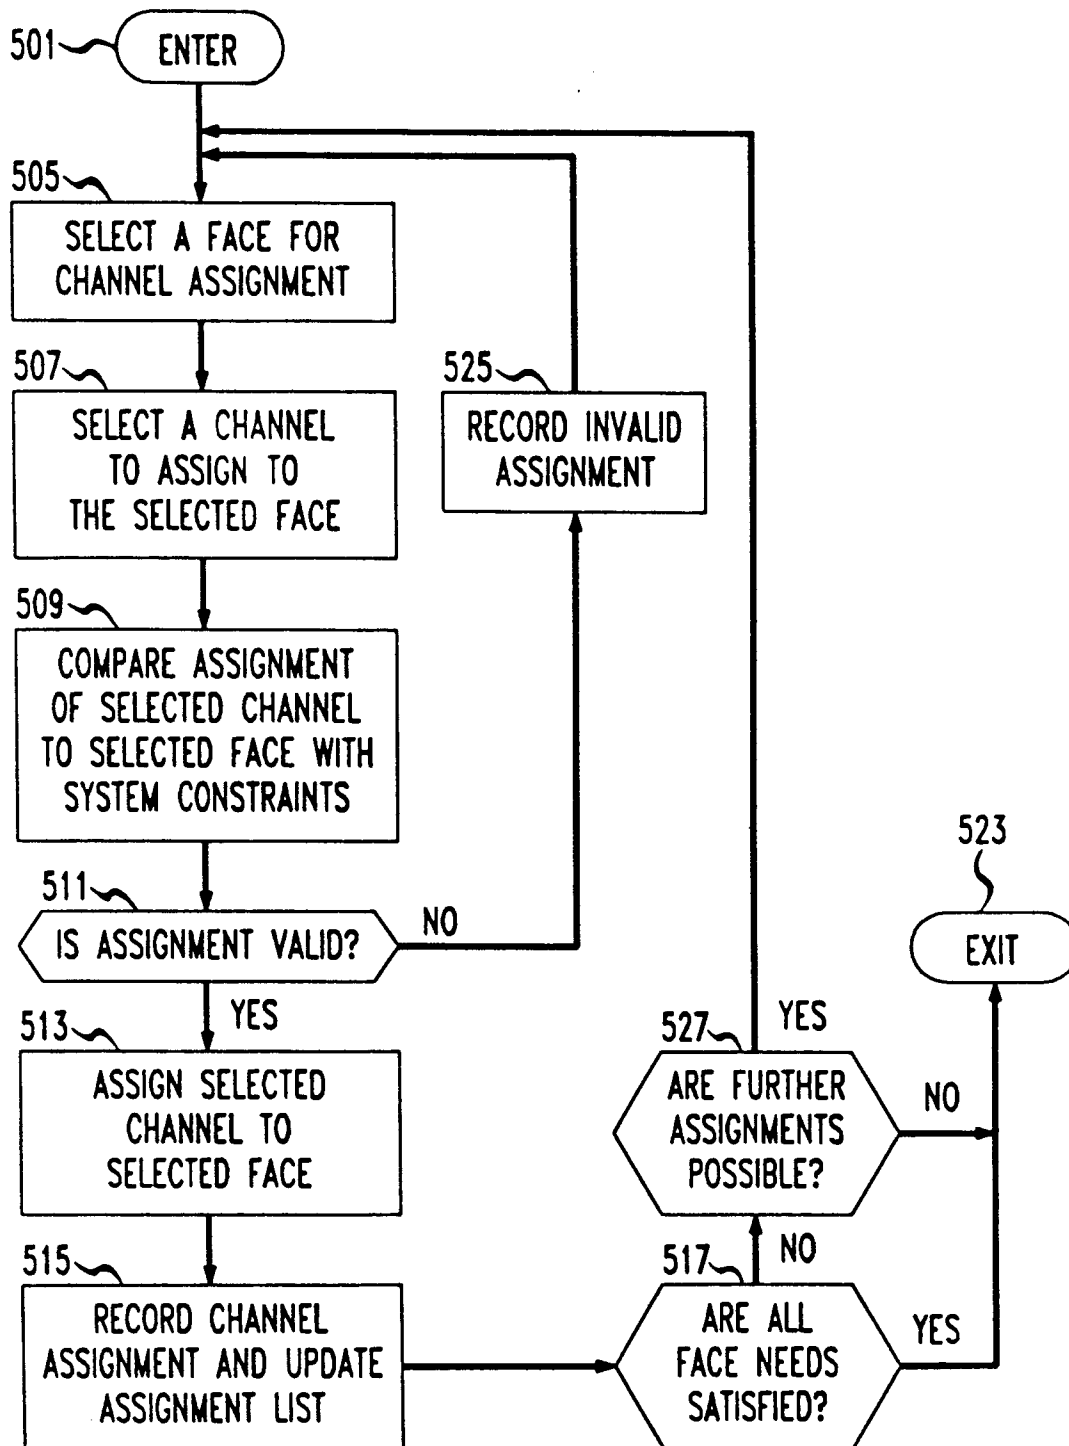 501
ENTER
505
SELECT A FACE FOR
CHANNEL ASSIGNMENT
507
SELECT A CHANNEL
TO ASSIGN TO
THE SELECTED FACE
525
RECORD INVALID
ASSIGNMENT
509
COMPARE ASSIGNMENT
OF SELECTED CHANNEL
TO SELECTED FACE WITH
SYSTEM CONSTRAINTS
511
IS ASSIGNMENT VALID?
NO
YES
523
EXIT
513
ASSIGN SELECTED
CHANNEL TO
SELECTED FACE
527
YES
ARE FURTHER
ASSIGNMENTS
POSSIBLE?
NO
515
RECORD CHANNEL
ASSIGNMENT AND UPDATE
ASSIGNMENT LIST
517
NO
ARE ALL
FACE NEEDS
SATISFIED?
YES